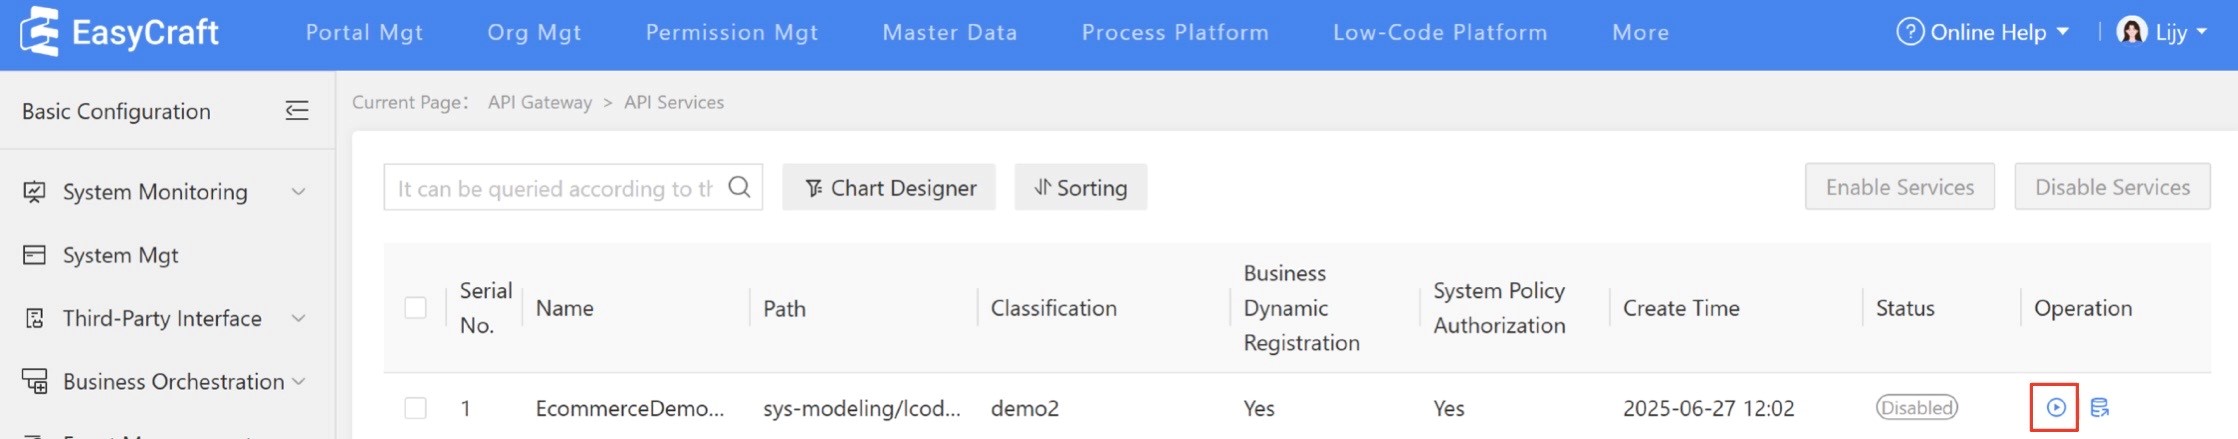 EasyCraft
Portal Mgt
Org Mgt
Permission Mgt
Master Data
Process Platform
Low-Code Platform
More
Online Help
Lijy
Basic Configuration
Current Page: API Gateway > API Services
System Monitoring
System Mgt
Third-Party Interface
Business Orchestration
It can be queried according to th
Chart Designer
Sorting
Enable Services
Disable Services
Serial No.
Name
Path
Classification
Business Dynamic Registration
System Policy Authorization
Create Time
Status
Operation
1 EcommerceDemo... sys-modeling/lcod... demo2 Yes Yes 2025-06-27 12:02 Disabled